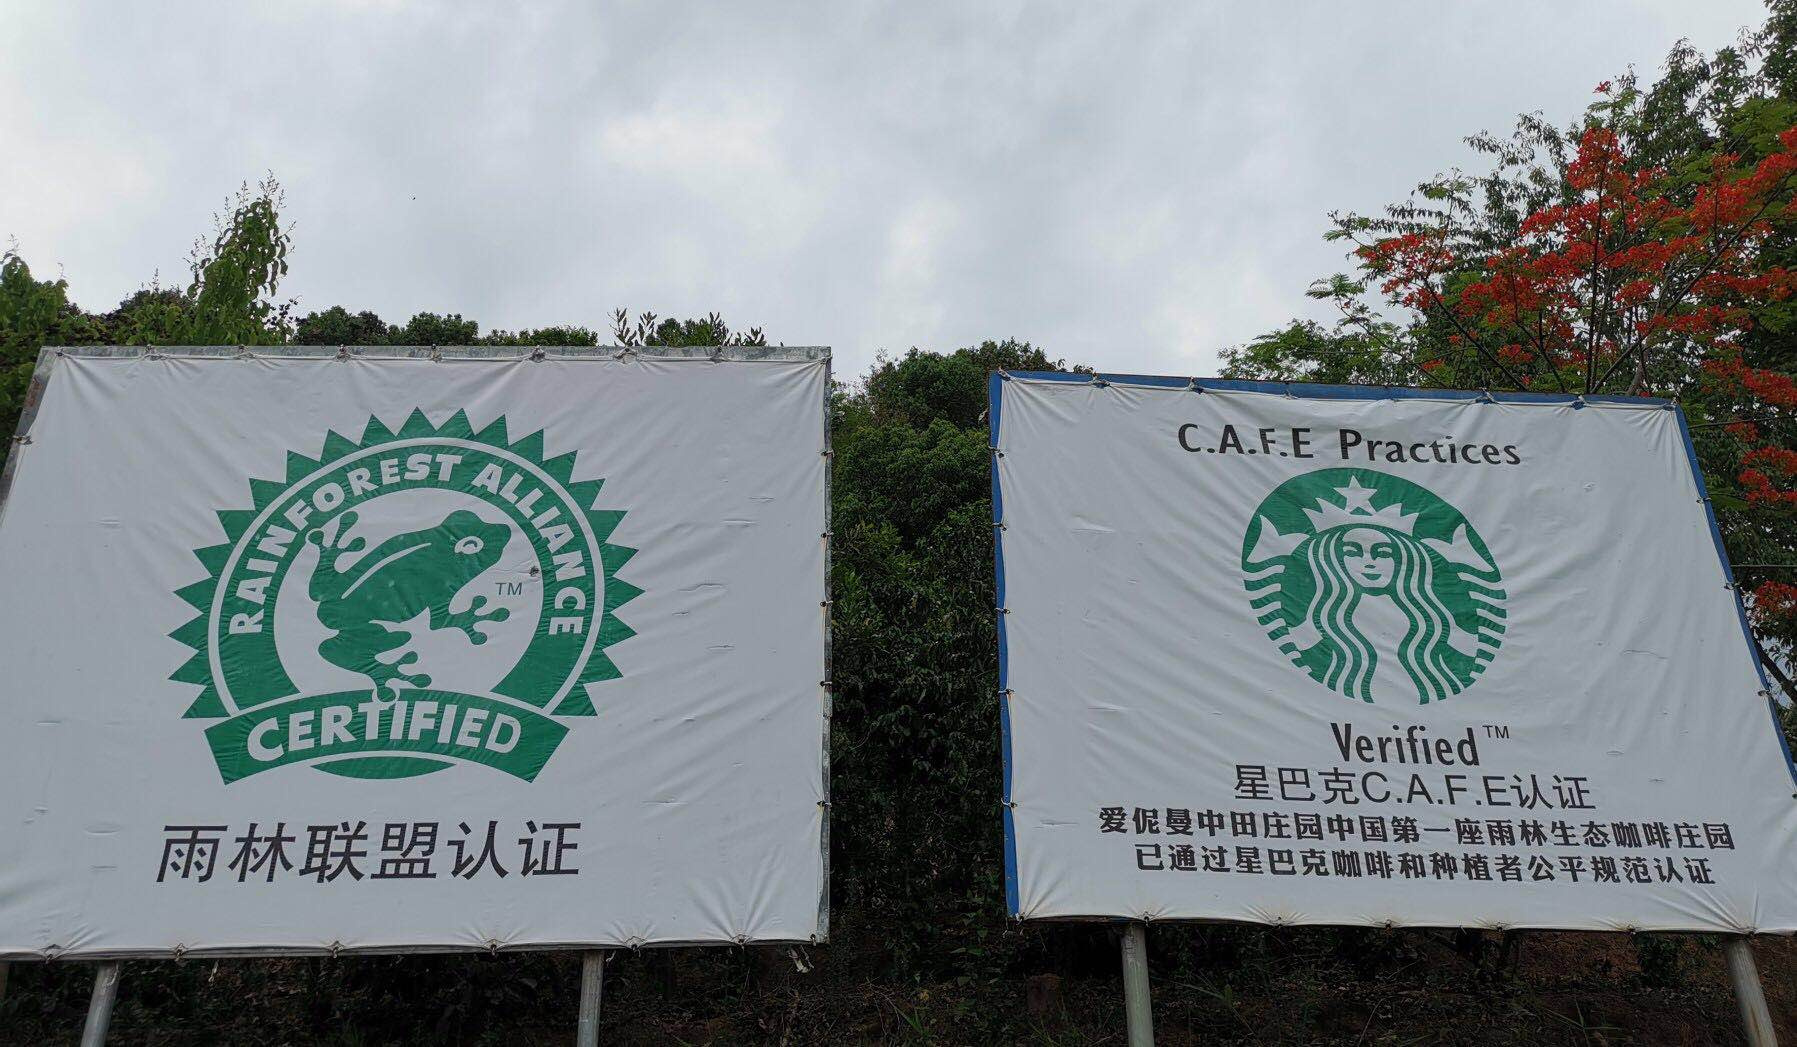 RAINFOREST ALLIANCE
TM
CERTIFIED
雨林联盟认证
C.A.F.E Practices
Verified™
星巴克C.A.F.E认证
爱伲曼中田庄园中国第一座雨林生态咖啡庄园
已通过星巴克咖啡和种植者公平规范认证